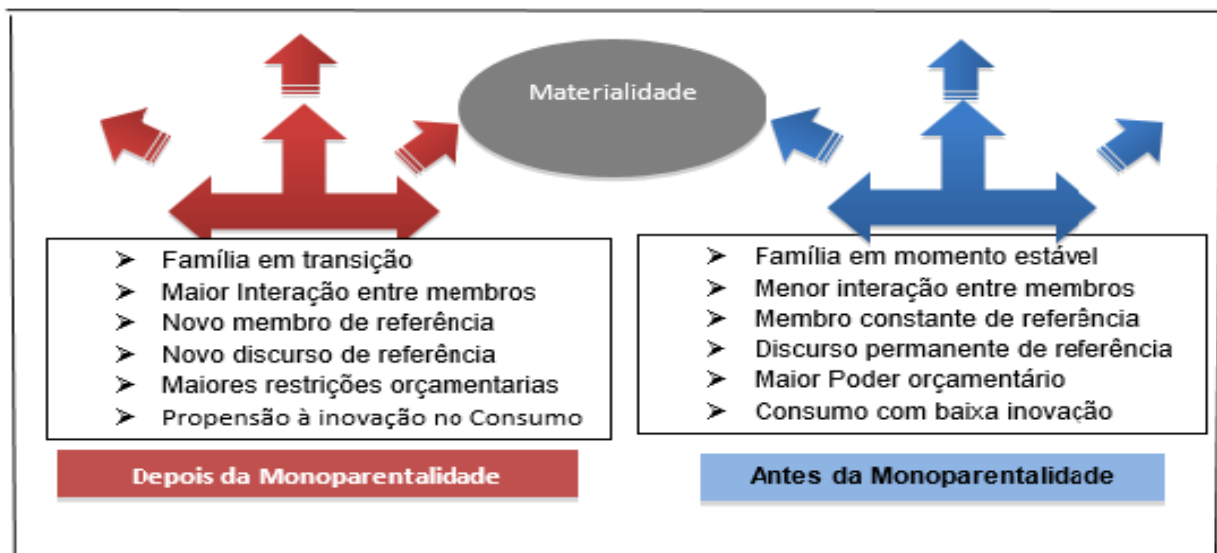 Materialidade
Família em transição
Maior Interação entre membros
Novo membro de referência
Novo discurso de referência
Maiores restrições orçamentarias
Propensão à inovação no Consumo
Depois da Monoparentalidade
Família em momento estável
Menor interação entre membros
Membro constante de referência
Discurso permanente de referência
Maior Poder orçamentário
Consumo com baixa inovação
Antes da Monoparentalidade